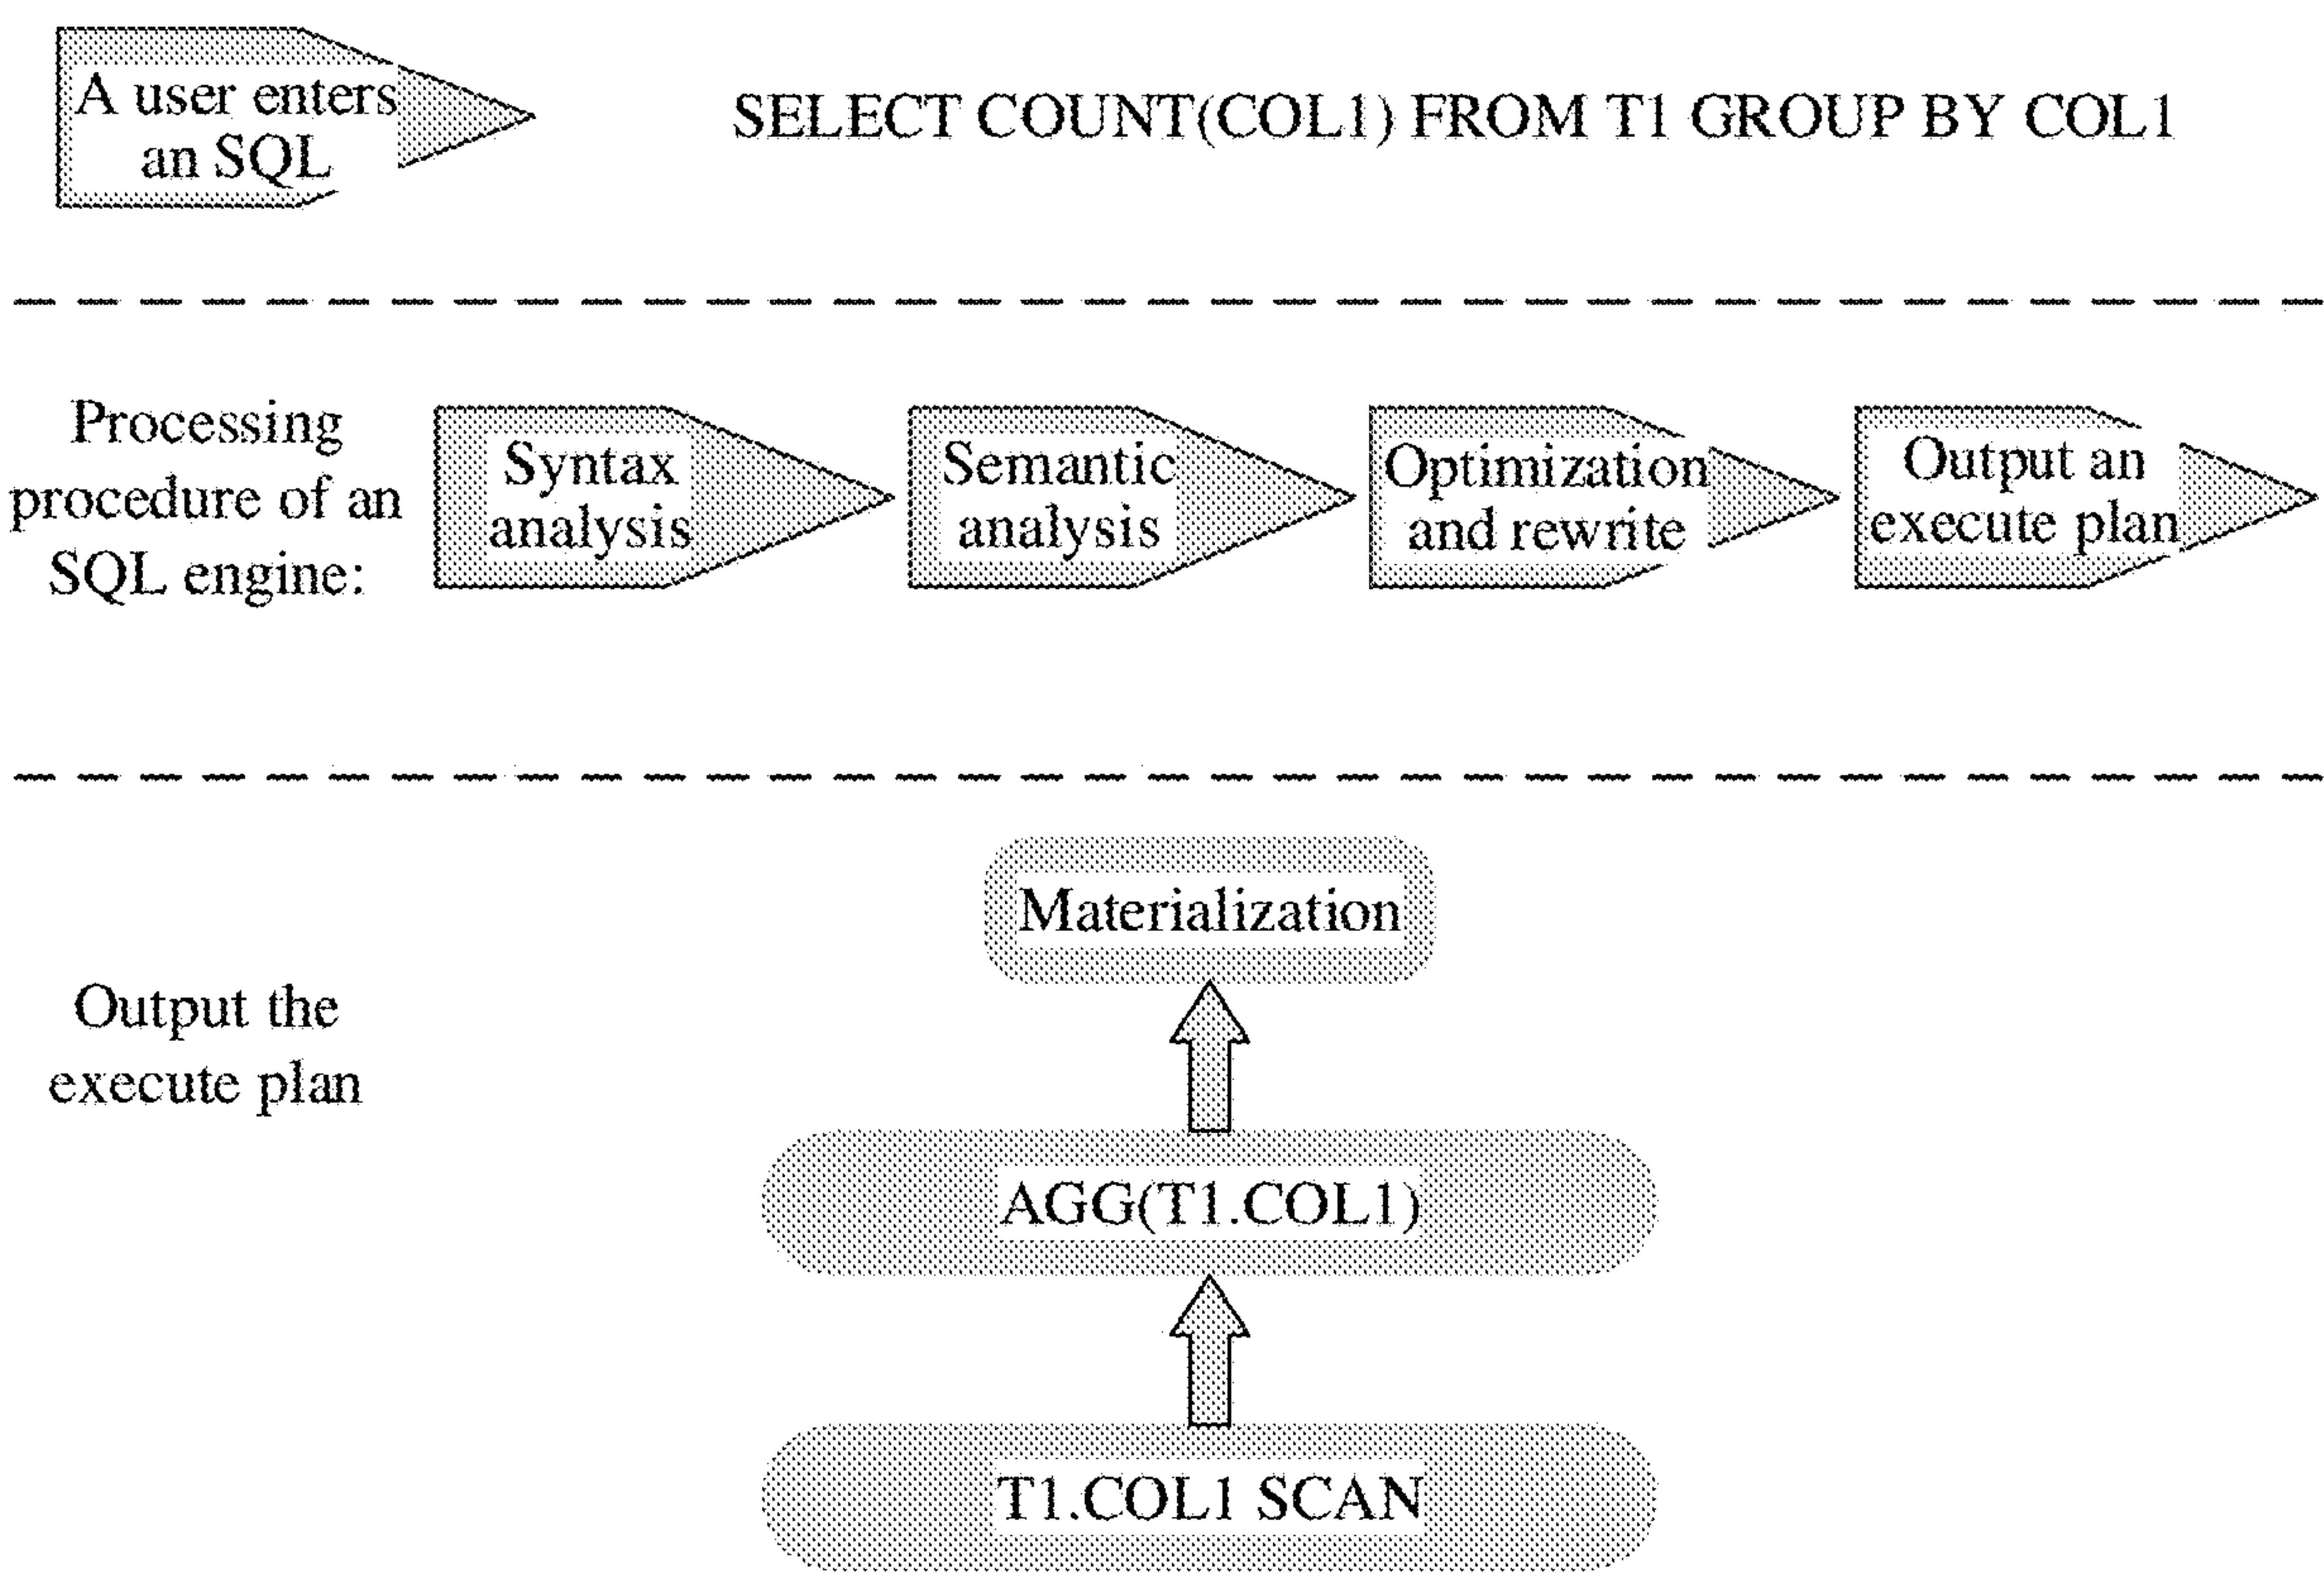 A user enters
an SQL
SELECT COUNT(COL1) FROM T1 GROUP BY COL1
Processing
procedure of an
SQL engine:
Syntax
analysis
Semantic
analysis
Optimization
and rewrite
Output an
execute plan
Output the
execute plan
Materialization
AGG(T1.COL1)
T1.COL1 SCAN